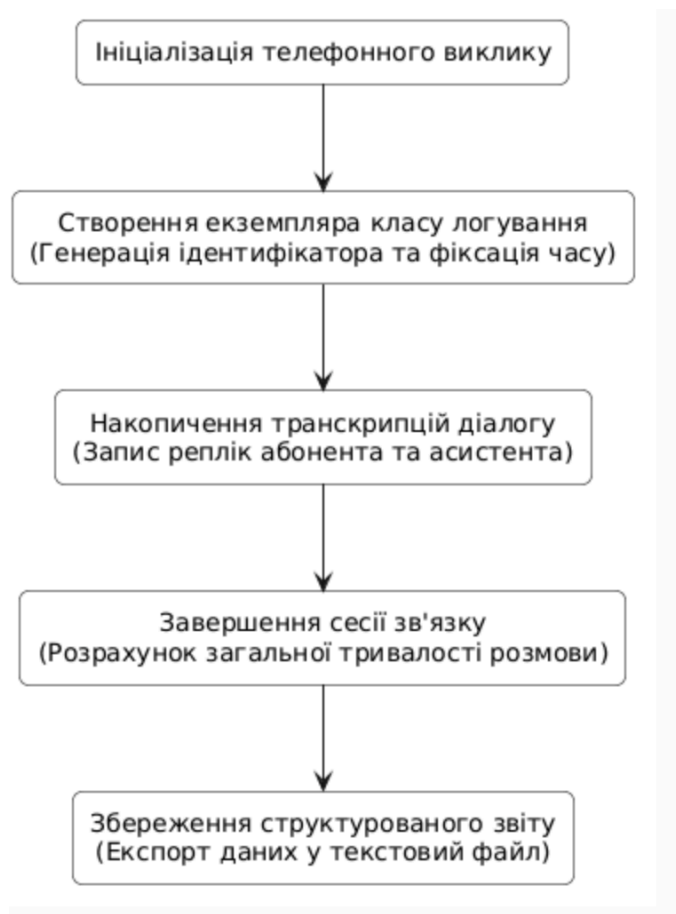 Ініціалізація телефонного виклику
Створення екземпляра класу логування
(Генерація ідентифікатора та фіксація часу)
Накопичення транскрипцій діалогу
(Запис реплік абонента та асистента)
Завершення сесії зв'язку
(Розрахунок загальної тривалості розмови)
Збереження структурованого звіту
(Експорт даних у текстовий файл)